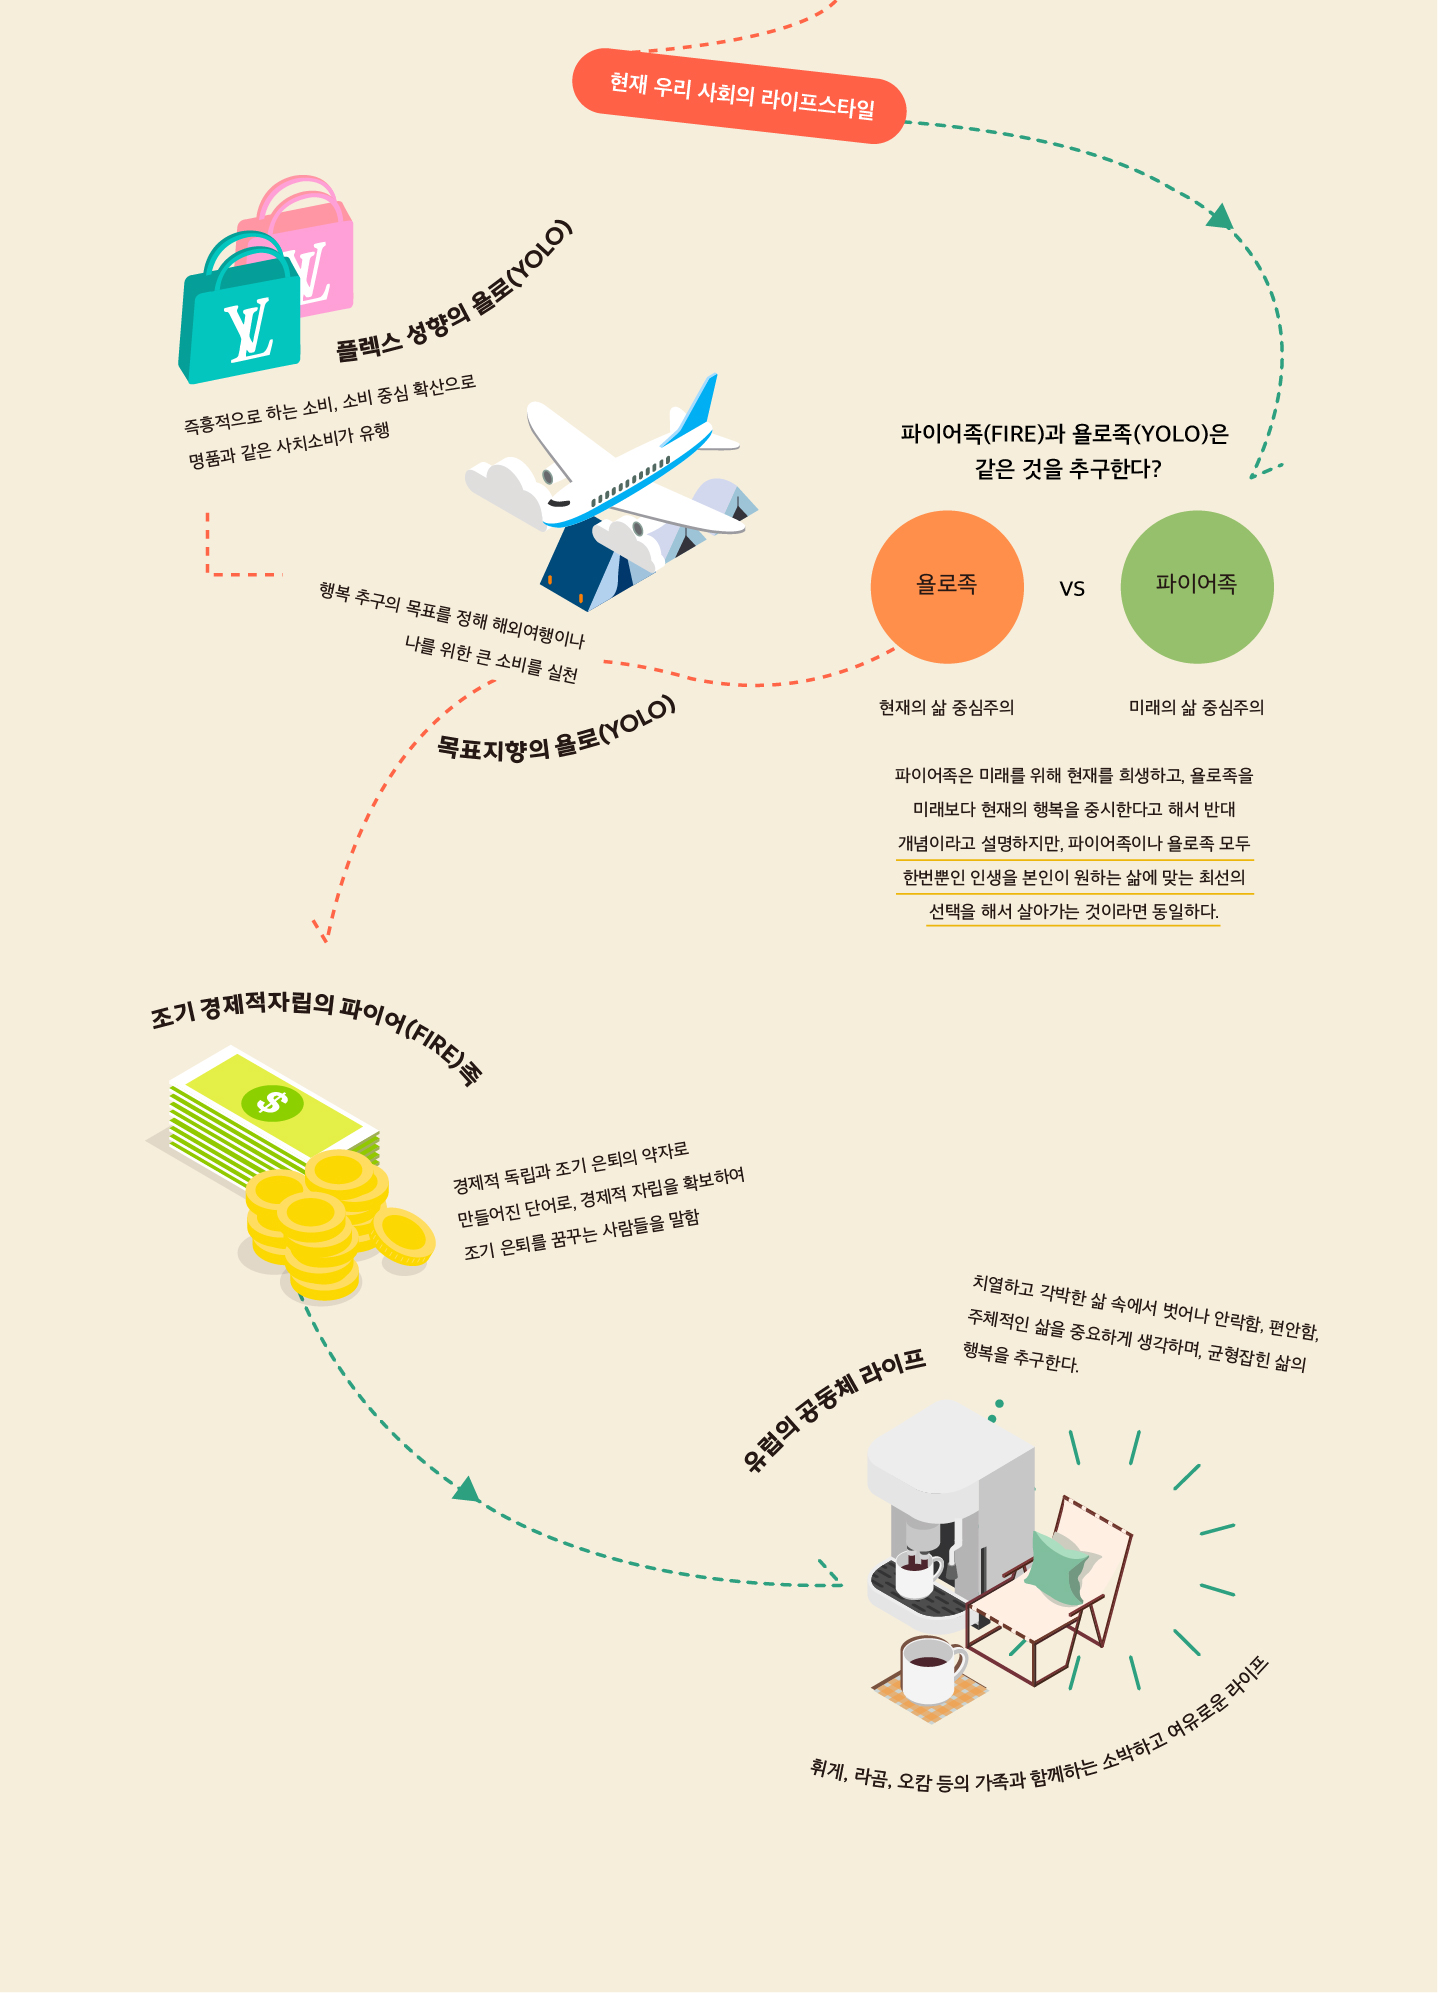 현재 우리 사회의 라이프스타일
플렉스 성향의 욜로(YOLO)
즉흥적으로 하는 소비, 소비 중심 확산으로
명품과 같은 사치소비가 유행
파이어족(FIRE)과 욜로족(YOLO)은
같은 것을 추구한다?
욜로족
VS
파이어족
현재의 삶 중심주의
미래의 삶 중심주의
파이어족은 미래를 위해 현재를 희생하고, 욜로족을
미래보다 현재의 행복을 중시한다고 해서 반대
개념이라고 설명하지만, 파이어족이나 욜로족 모두
한번뿐인 인생을 본인이 원하는 삶에 맞는 최선의
선택을 해서 살아가는 것이라면 동일하다.
행복 추구의 목표를 정해 해외여행이나
나를 위한 큰 소비를 실천
목표지향의 욜로(YOLO)
조기 경제적자립의 파이어(FIRE)족
$
경제적 독립과 조기 은퇴의 약자로
만들어진 단어로, 경제적 자립을 확보하여
조기 은퇴를 꿈꾸는 사람들을 말함
치열하고 각박한 삶 속에서 벗어나 안락함, 편안함,
주체적인 삶을 중요하게 생각하며, 균형잡힌 삶의
행복을 추구한다.
유럽의 공동체 라이프
휘게, 라곰, 오캄 등의 가족과 함께하는 소박하고 여유로운 라이프